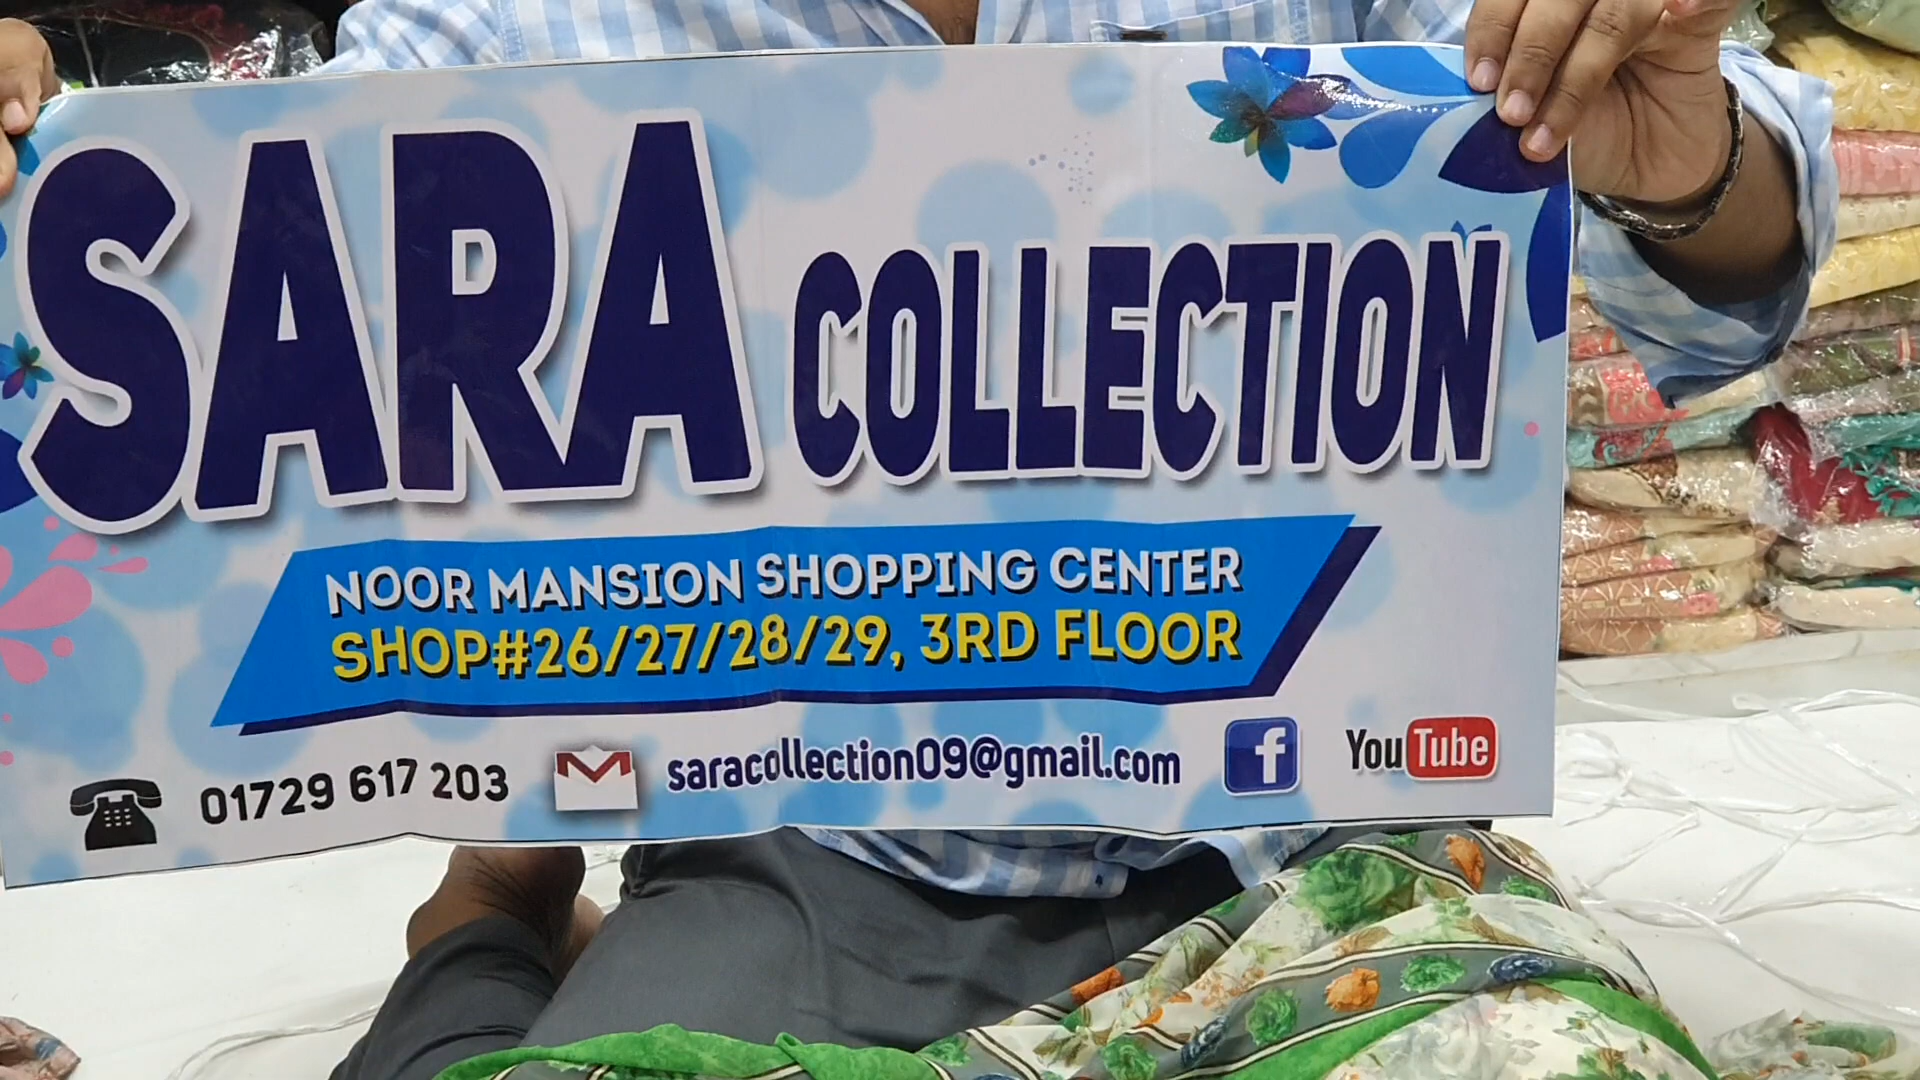 SARA COLLECTION
NOOR MANSION SHOPPING CENTER
SHOP#26/27/28/29, 3RD FLOOR
01729 617 203 saracollection09@gmail.com f YouTube